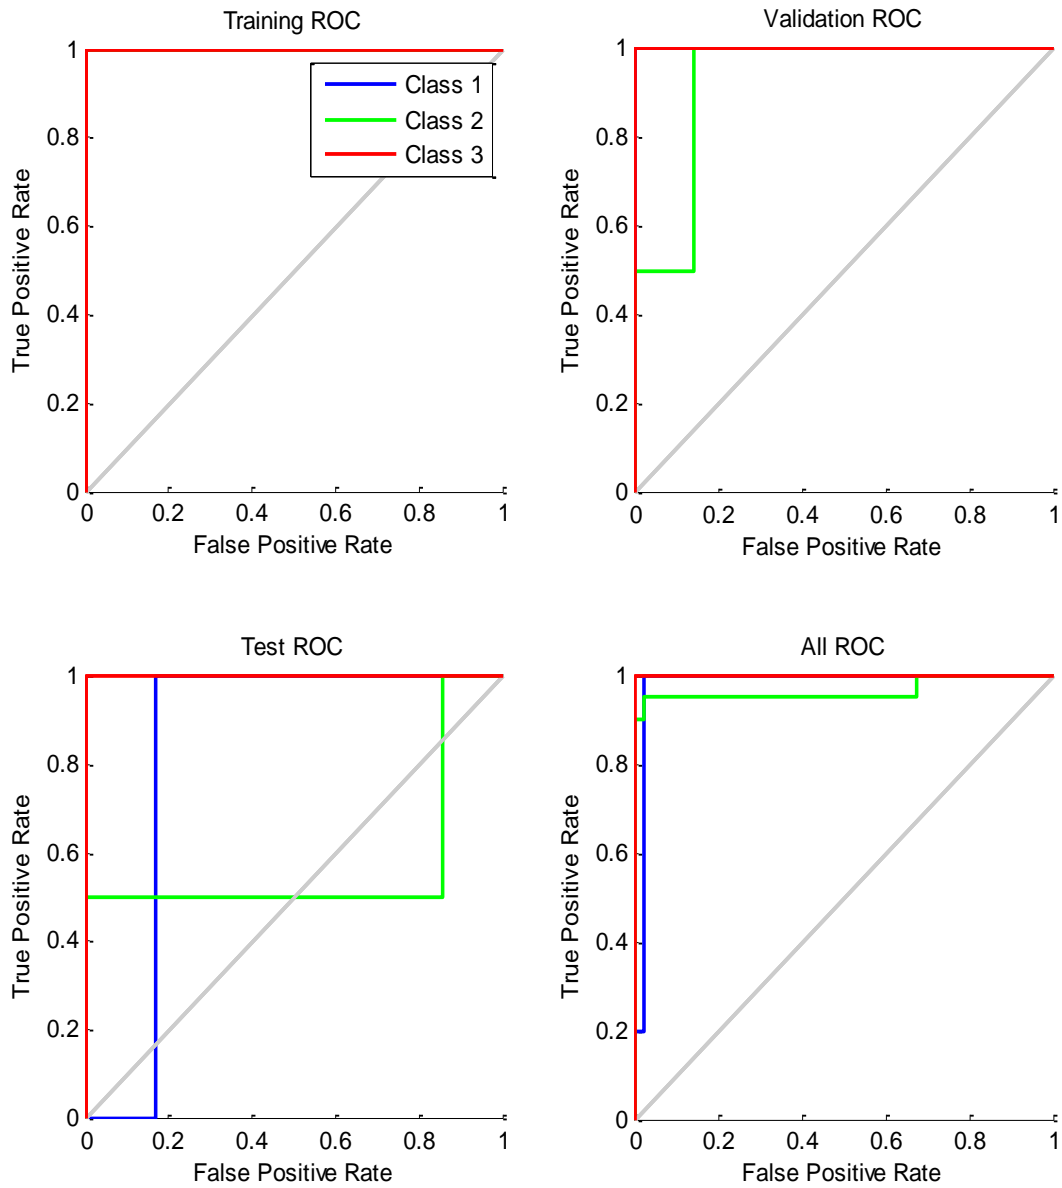 Training ROC
1
0.8
0.6
0.4
0.2
0
0 0.2 0.4 0.6 0.8 1
True Positive Rate
False Positive Rate
Class 1
Class 2
Class 3
Validation ROC
1
0.8
0.6
0.4
0.2
0
0 0.2 0.4 0.6 0.8 1
True Positive Rate
False Positive Rate
Test ROC
1
0.8
0.6
0.4
0.2
0
0 0.2 0.4 0.6 0.8 1
True Positive Rate
False Positive Rate
All ROC
1
0.8
0.6
0.4
0.2
0
0 0.2 0.4 0.6 0.8 1
True Positive Rate
False Positive Rate